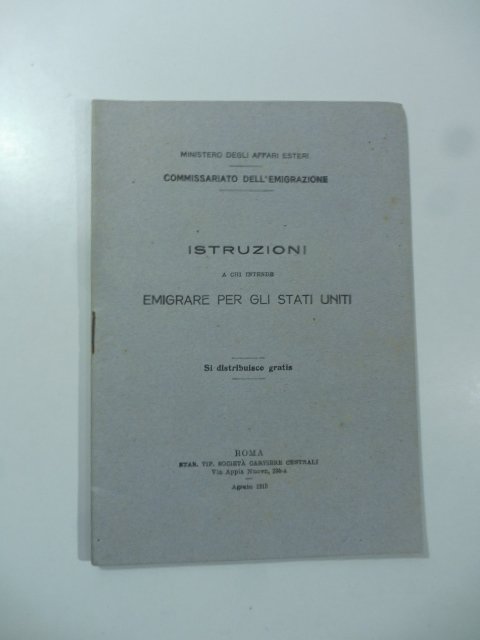 MINISTERO DEGLI AFFARI ESTERI
COMMISSARIATO DELL'EMIGRAZIONE
ISTRUZIONI
A CHI INTENDE
EMIGRARE PER GLI STATI UNITI
Si distribuisce gratis
ROMA
STAB. TIP. SOCIETÀ CARTIERE CENTRALI
Via Appia Nuova,
Agosto